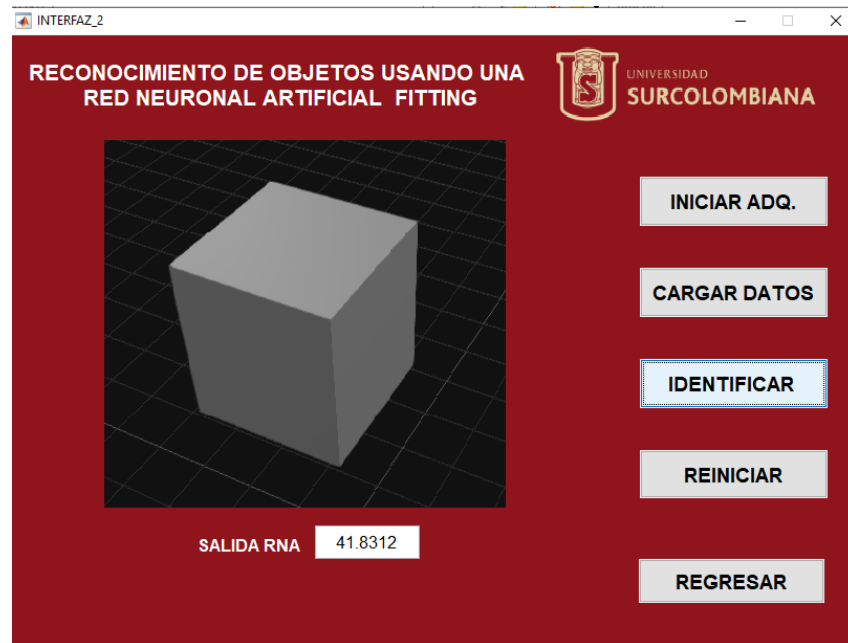 INTERFAZ_2
RECONOCIMIENTO DE OBJETOS USANDO UNA
RED NEURONAL ARTIFICIAL FITTING
UNIVERSIDAD
SURCOLOMBIANA
INICIAR ADQ.
CARGAR DATOS
IDENTIFICAR
REINICIAR
SALIDA RNA 41.8312
REGRESAR